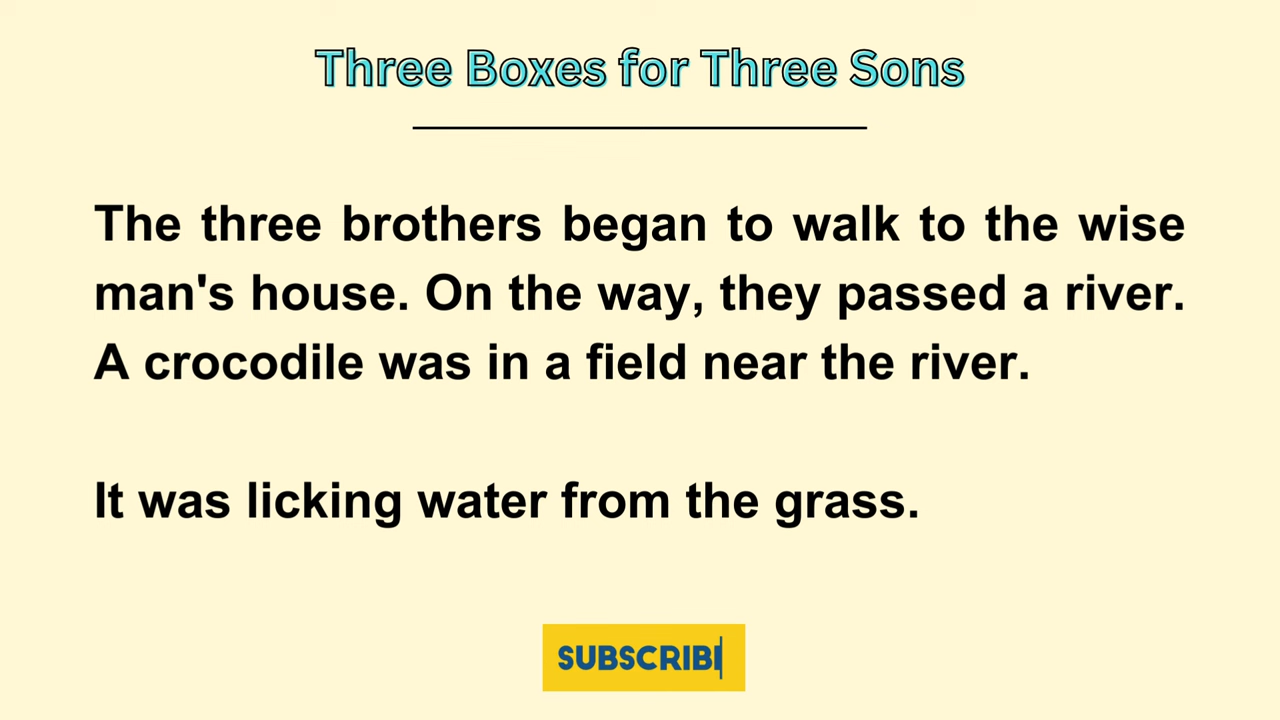 Three Boxes for Three Sons
The three brothers began to walk to the wise
man's house. On the way, they passed a river.
A crocodile was in a field near the river.
It was licking water from the grass.
SUBSCRIB